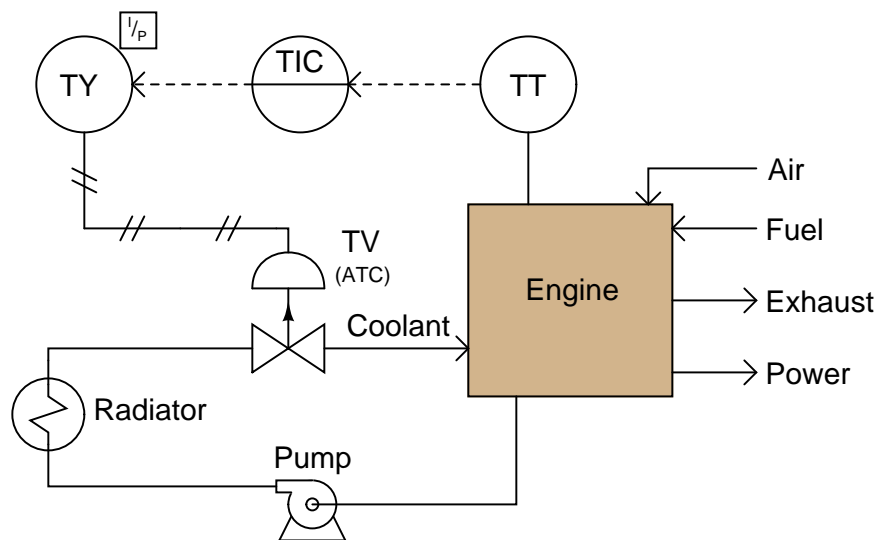 I/P
TY
TIC
TT
Air
TV
(ATC)
Fuel
Engine
Exhaust
Coolant
Power
Radiator
Pump